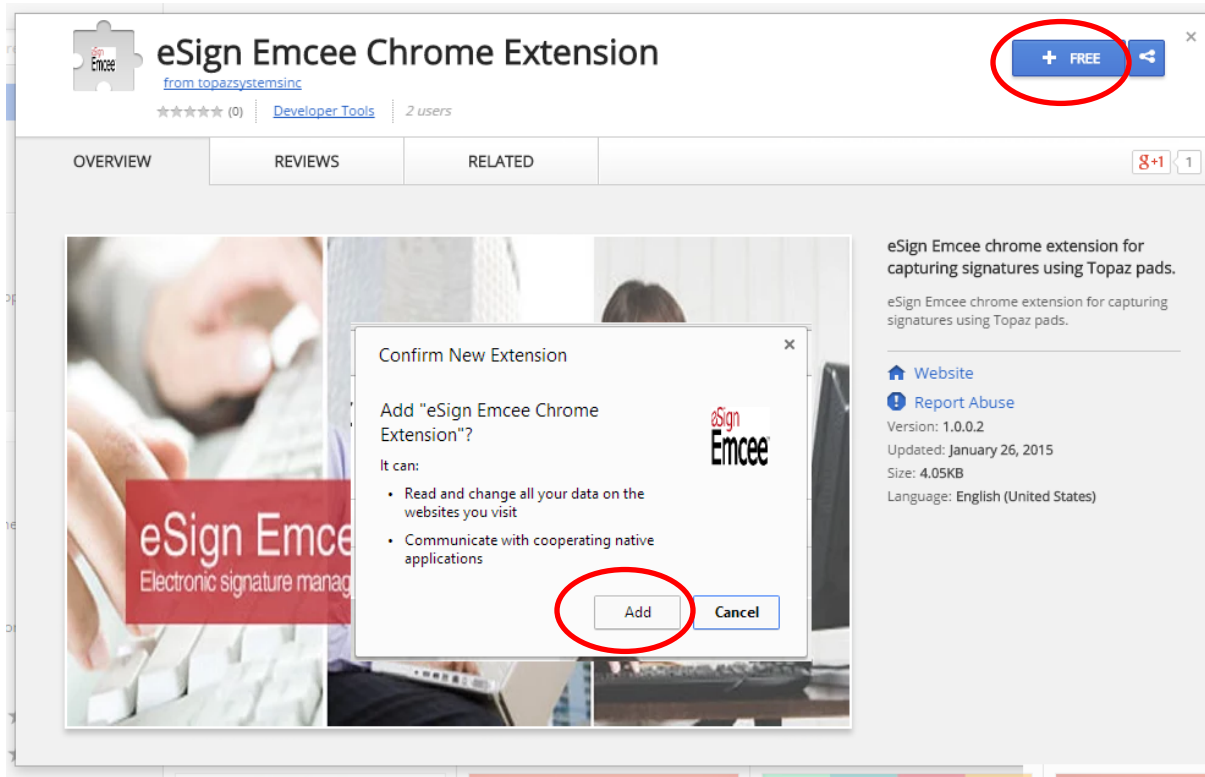 eSign Emcee
eSign Emcee Chrome Extension
from topazsystemsinc
(0) Developer Tools 2 users
+ FREE
OVERVIEW REVIEWS RELATED
g+1 1
eSign Emce
Electronic signature manag
Confirm New Extension
Add "eSign Emcee Chrome
Extension"?
It can:
• Read and change all your data on the
websites you visit
• Communicate with cooperating native
applications
eSign
Emcee
Add Cancel
eSign Emcee chrome extension for
capturing signatures using Topaz pads.
eSign Emcee chrome extension for capturing
signatures using Topaz pads.
Website
Report Abuse
Version: 1.0.0.2
Updated: January 26, 2015
Size: 4.05KB
Language: English (United States)